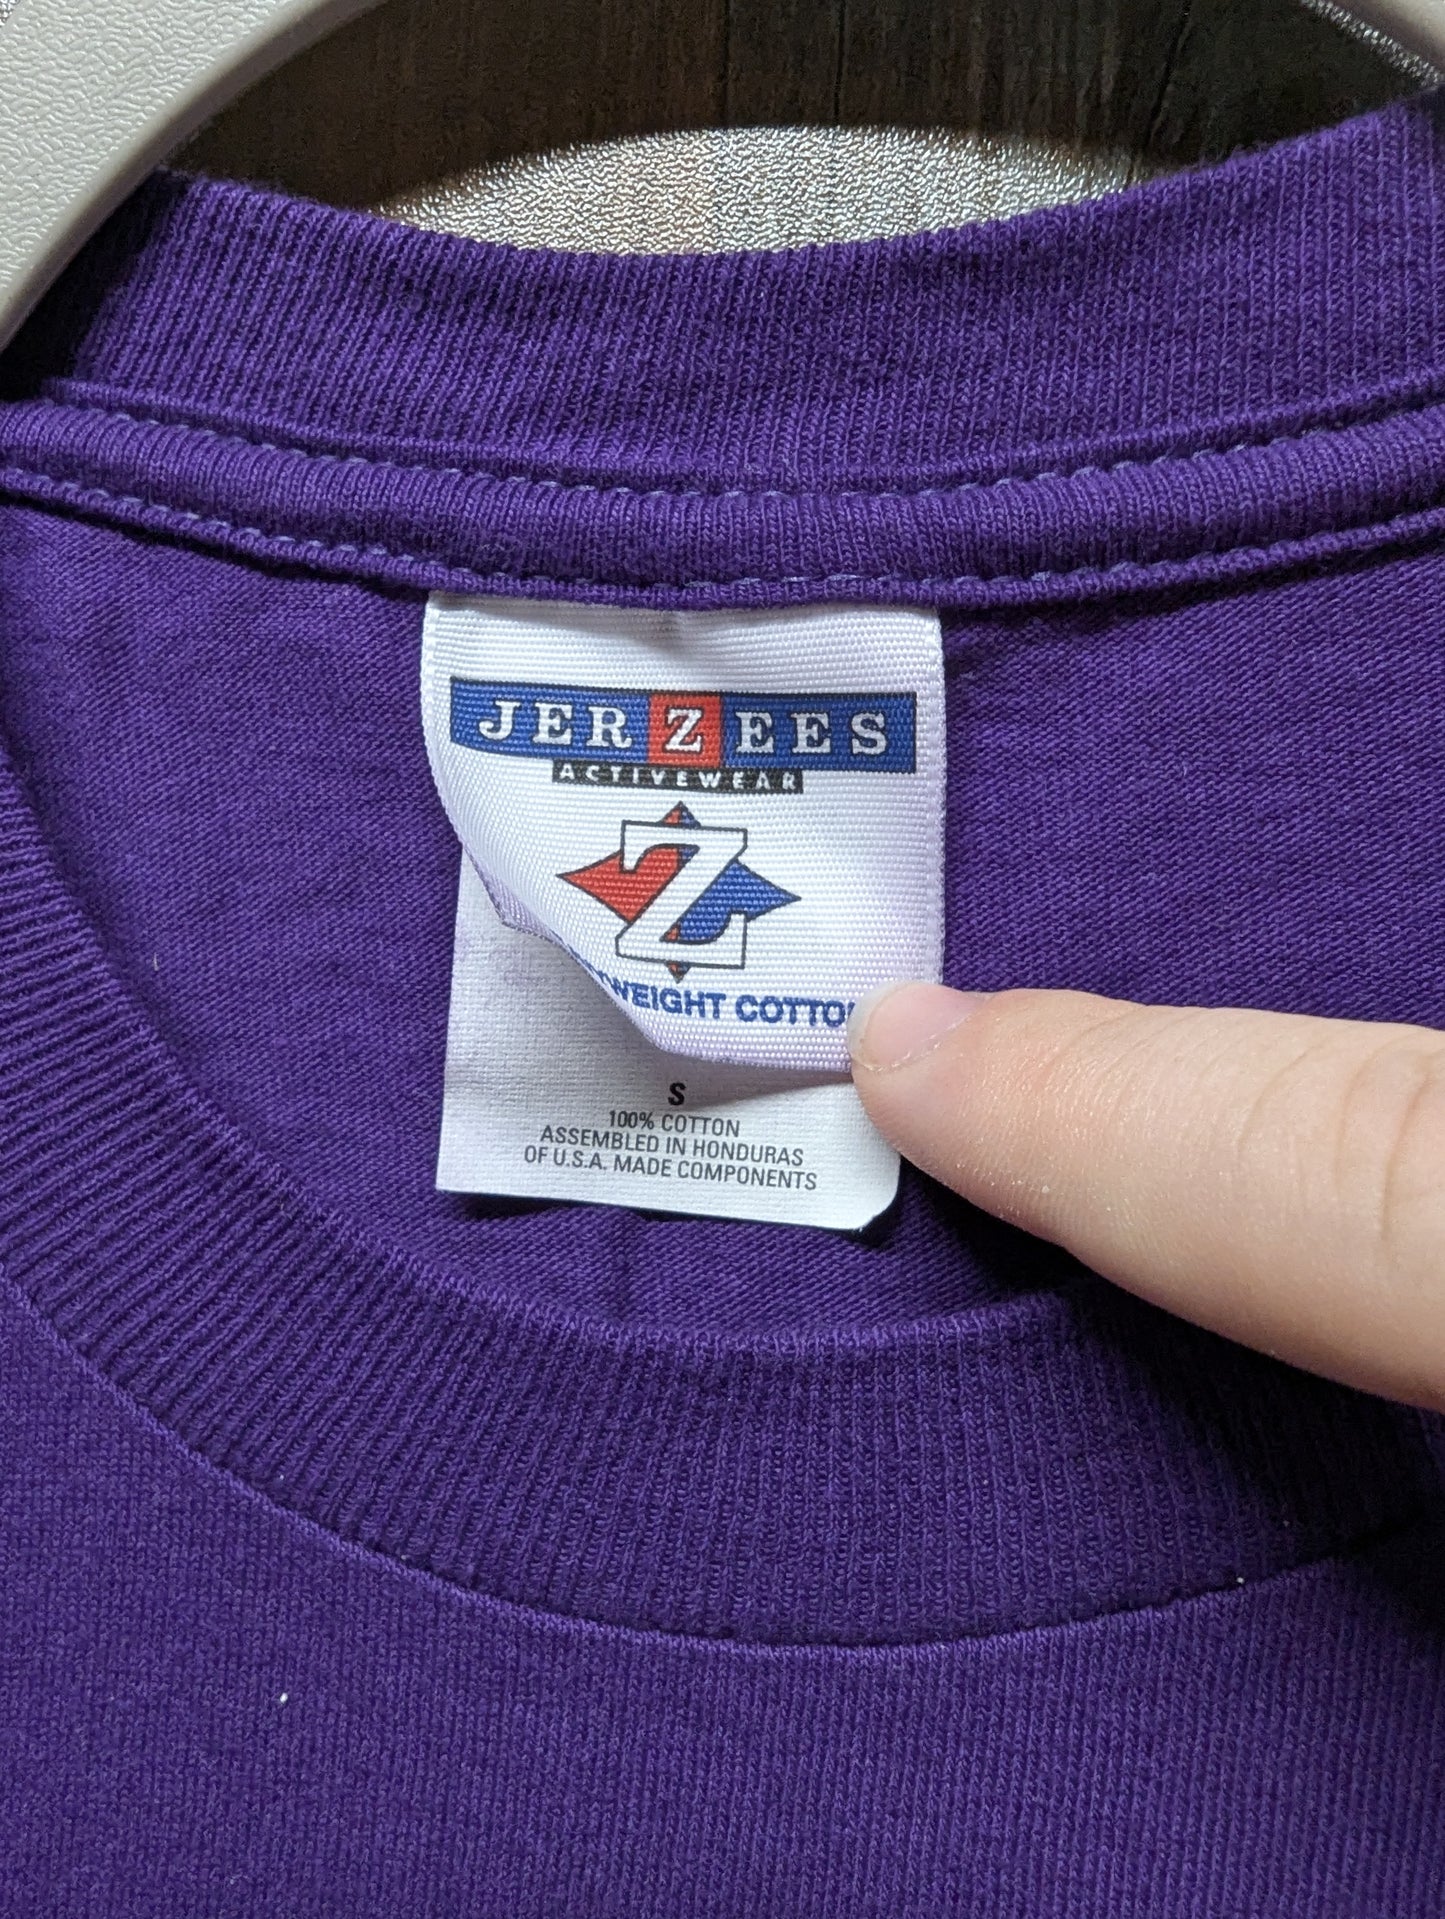 JERZEES
ACTIVEWEAR
Z
WEIGHT COTTO
S
100% COTTON
ASSEMBLED IN HONDURAS
OF U.S.A. MADE COMPONENTS